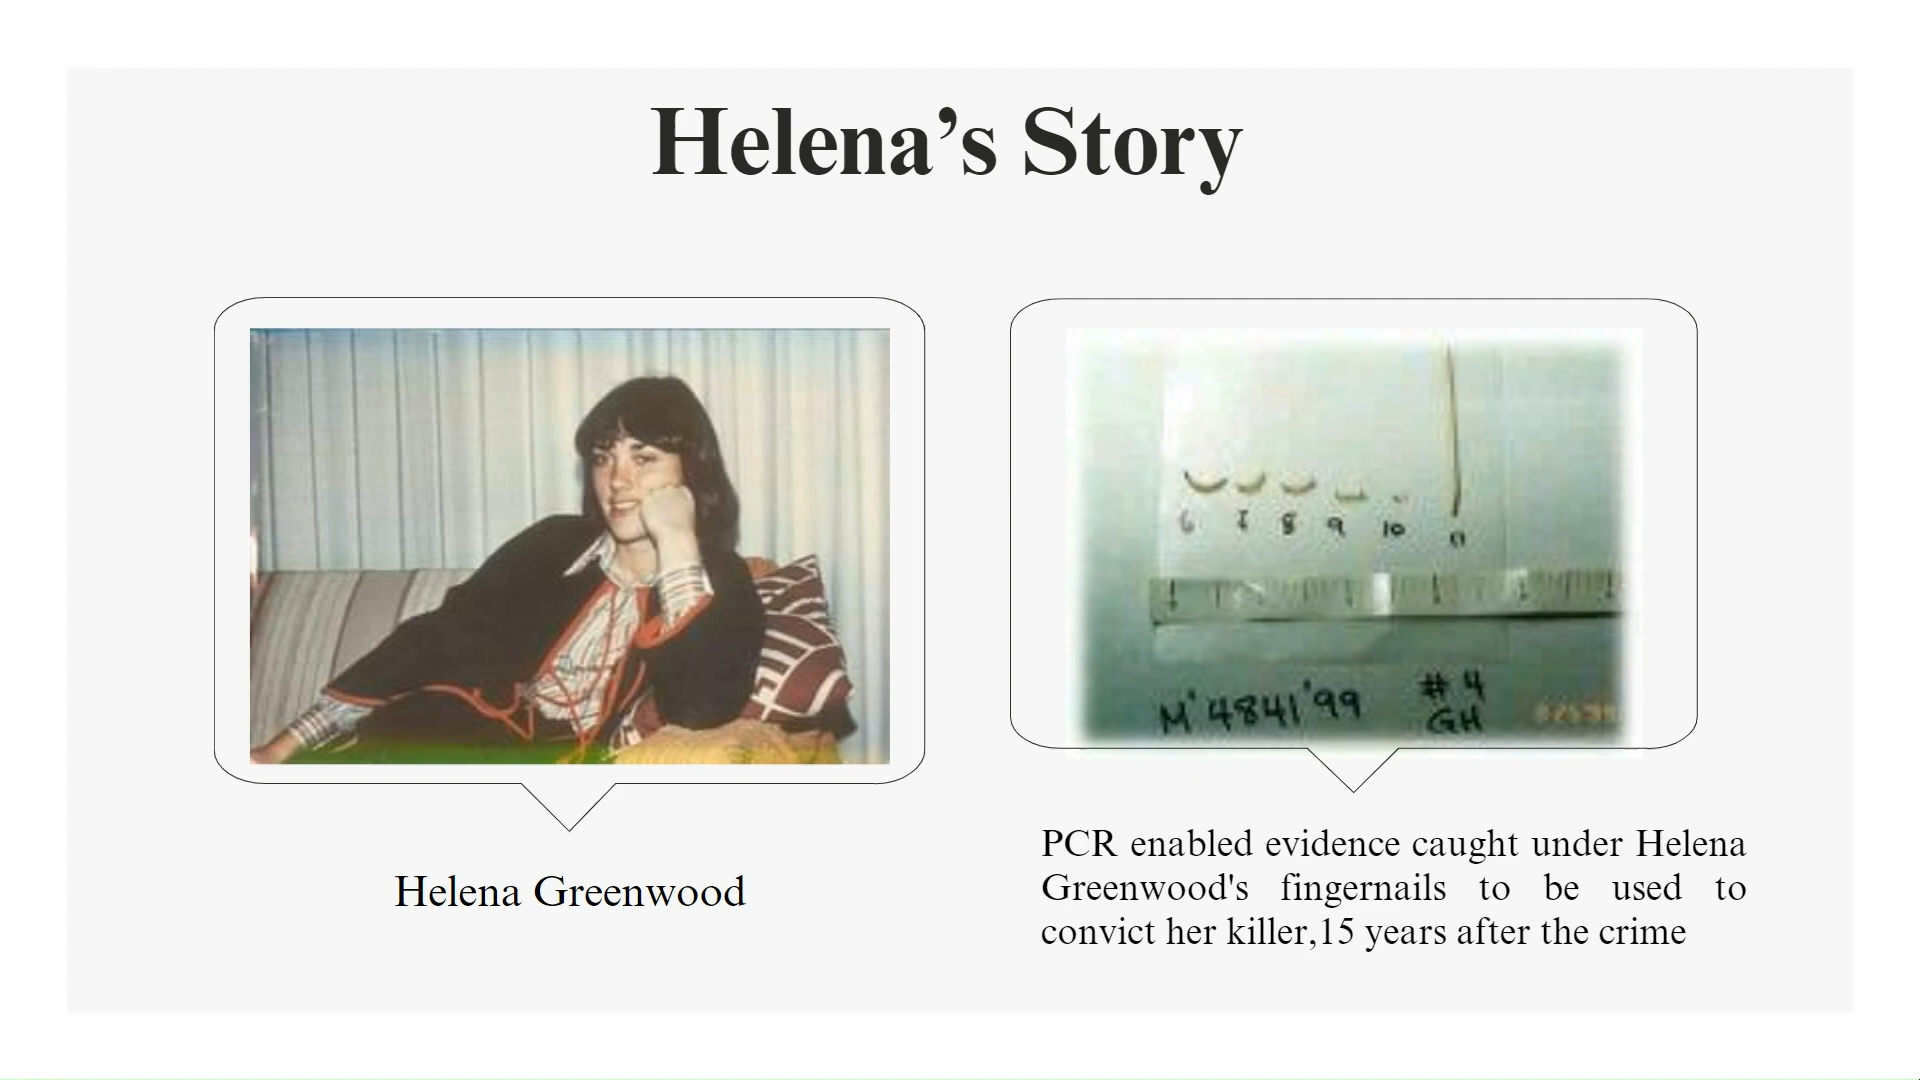 Helena’s Story
Helena Greenwood
6 7 8 9 10 11
M'4841'99
# 4
GH
PCR enabled evidence caught under Helena
Greenwood's fingernails to be used to
convict her killer,15 years after the crime